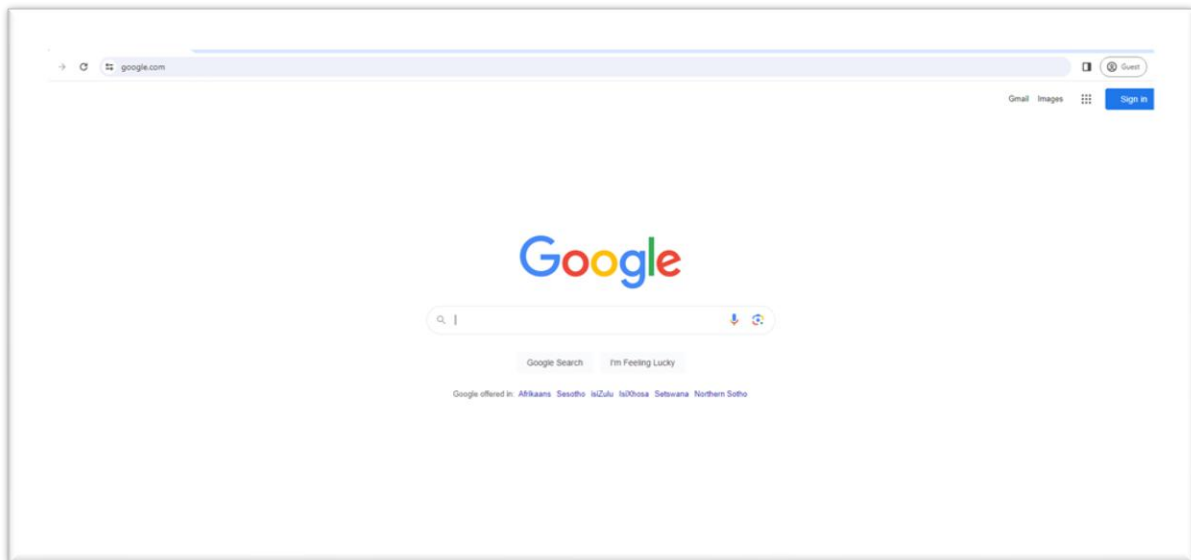 google.com
Guest
Gmail Images
Sign in
Google
Google Search I'm Feeling Lucky
Google offered in: Afrikaans Sesotho isiZulu IsiXhosa Setswana Northern Sotho